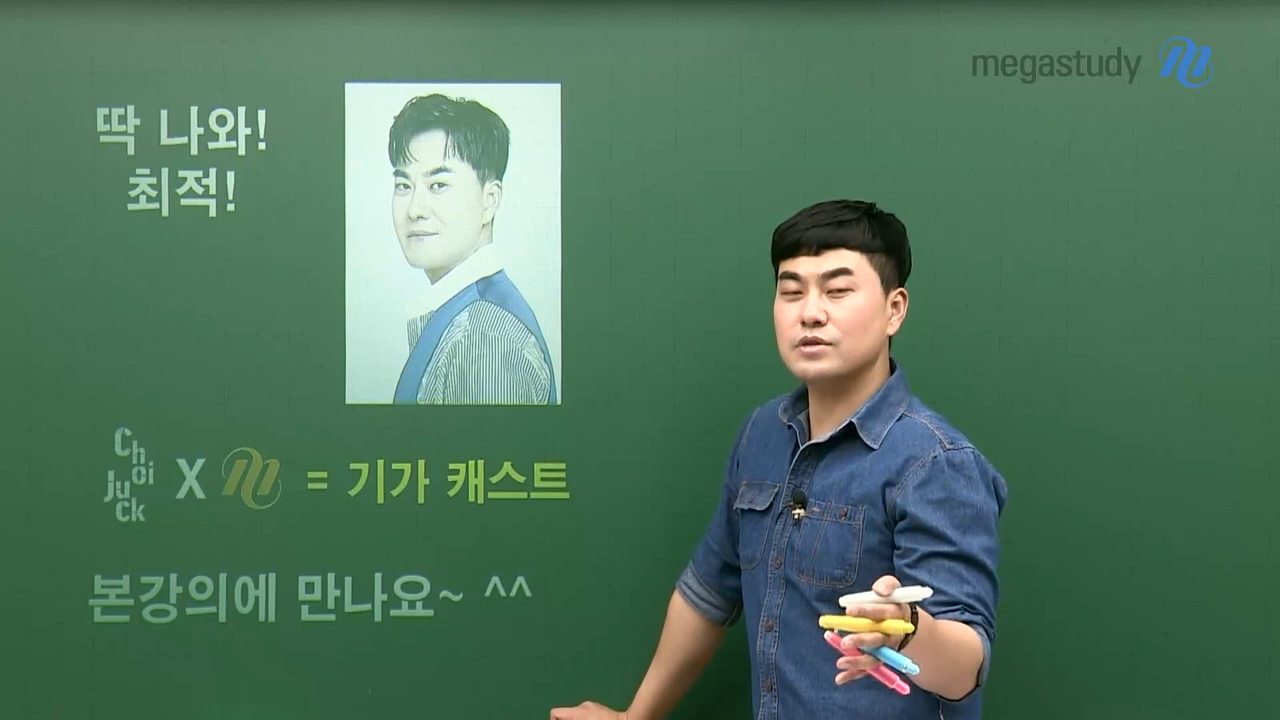 megastudy
딱 나와!
최적!
Choi
Juck
X = 기가 캐스트
본강의에 만나요~ ^^